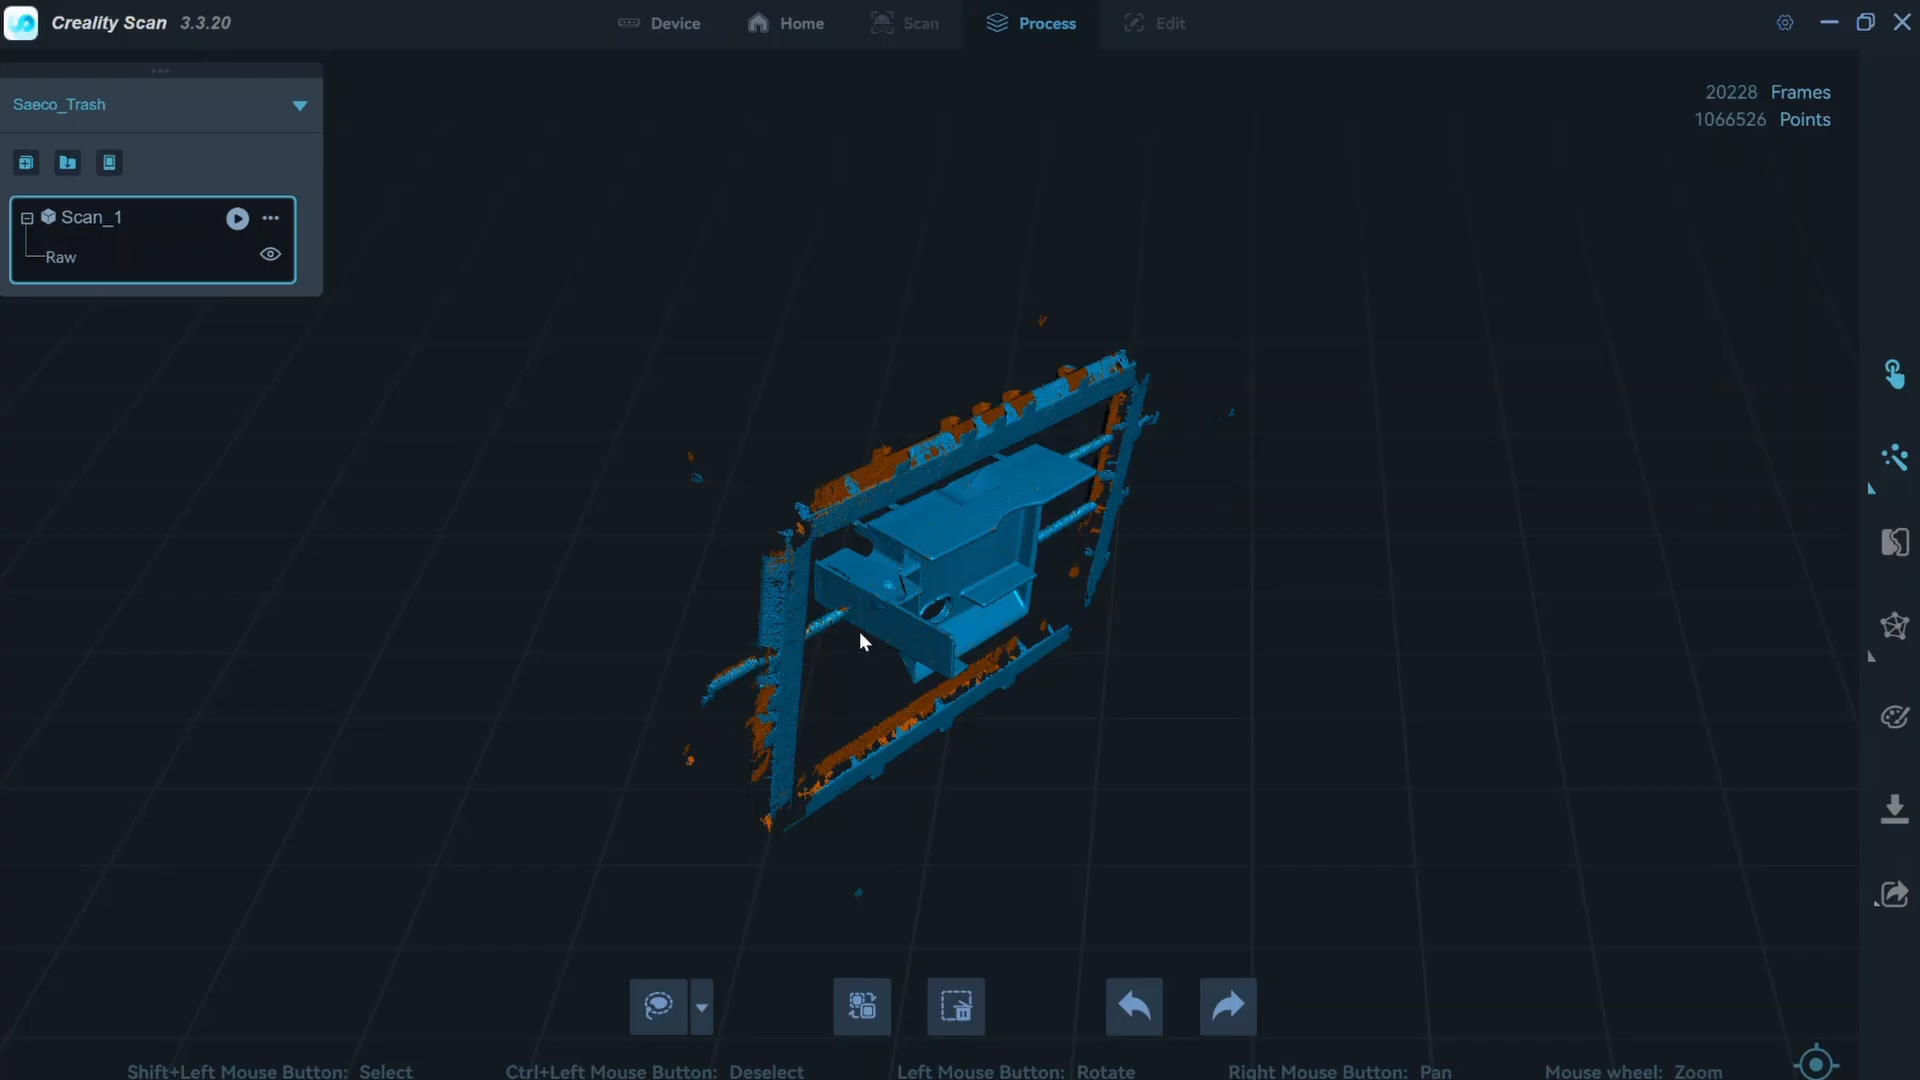 Creality Scan 3.3.20
Device
Home
Scan
Process
Edit
Saeco_Trash
20228 Frames
1066526 Points
Scan_1
Raw
Shift+Left Mouse Button: Select
Ctrl+Left Mouse Button: Deselect
Left Mouse Button: Rotate
Right Mouse Button: Pan
Mouse wheel: Zoom